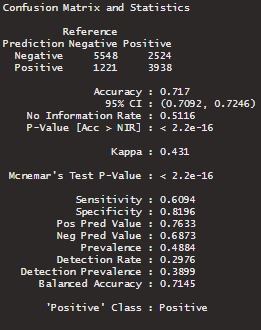 Confusion Matrix and Statistics
Reference
Prediction Negative Positive
Negative 5548 2524
Positive 1221 3938
Accuracy : 0.717
95% CI : (0.7092, 0.7246)
No Information Rate : 0.5116
P-Value [Acc > NIR] : < 2.2e-16
Kappa : 0.431
Mcnemar's Test P-Value : < 2.2e-16
Sensitivity : 0.6094
Specificity : 0.8196
Pos Pred Value : 0.7633
Neg Pred Value : 0.6873
Prevalence : 0.4884
Detection Rate : 0.2976
Detection Prevalence : 0.3899
Balanced Accuracy : 0.7145
'Positive' Class : Positive